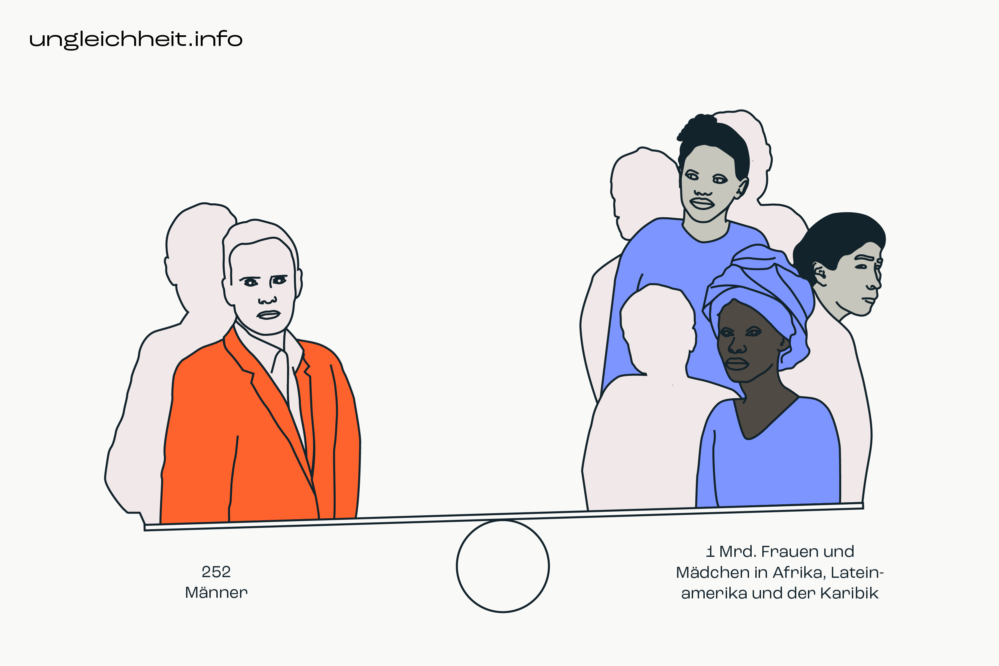 ungleichheit.info
252
Männer
1 Mrd. Frauen und
Mädchen in Afrika, Latein-
amerika und der Karibik